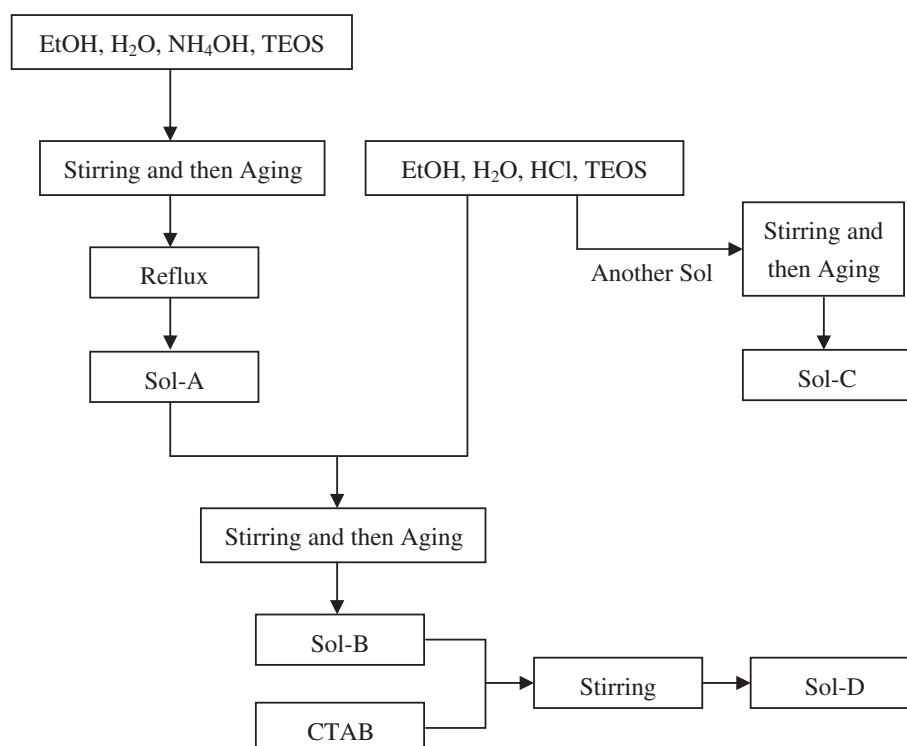 EtOH, H₂O, NH₄OH, TEOS
Stirring and then Aging
EtOH, H₂O, HCl, TEOS
Reflux
Another Sol
Stirring and
then Aging
Sol-A
Sol-C
Stirring and then Aging
Sol-B
Stirring
Sol-D
CTAB